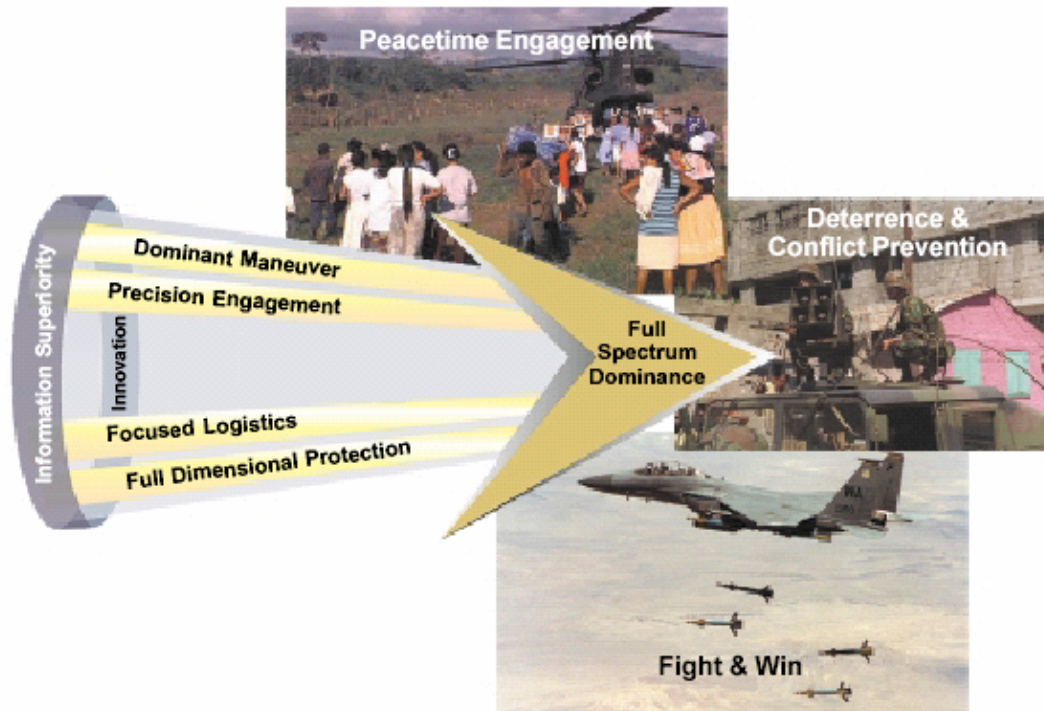 Peacetime Engagement
Deterrence &
Conflict Prevention
Information Superiority
Innovation
Dominant Maneuver
Precision Engagement
Focused Logistics
Full Dimensional Protection
Full
Spectrum
Dominance
WA
Fight & Win